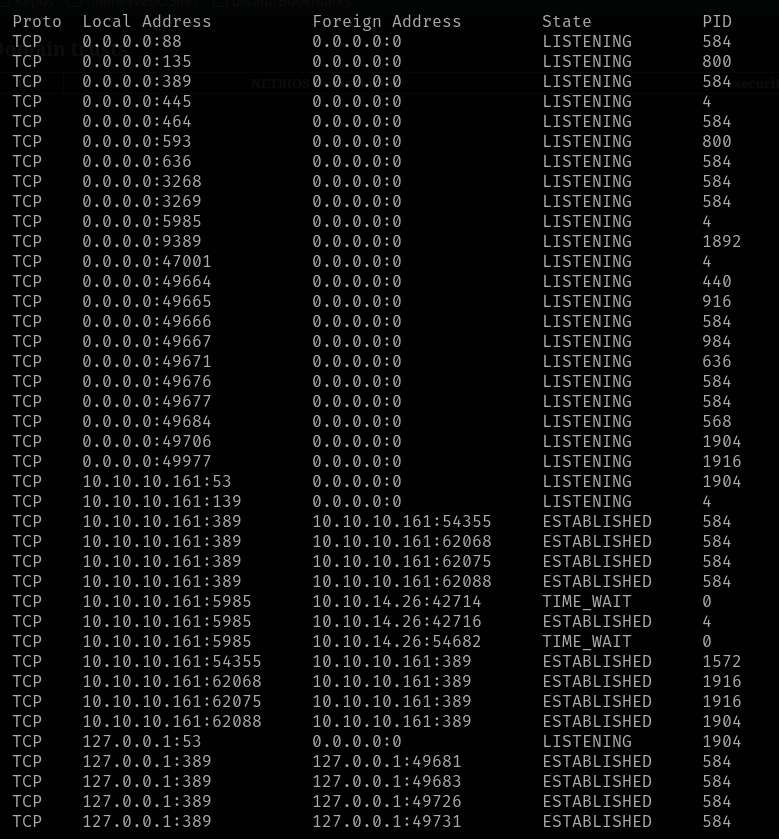 Proto Local Address Foreign Address State PID
TCP 0.0.0.0:88 0.0.0.0:0 LISTENING 584
TCP 0.0.0.0:135 0.0.0.0:0 LISTENING 800
TCP 0.0.0.0:389 0.0.0.0:0 LISTENING 584
TCP 0.0.0.0:445 0.0.0.0:0 LISTENING 4
TCP 0.0.0.0:464 0.0.0.0:0 LISTENING 584
TCP 0.0.0.0:593 0.0.0.0:0 LISTENING 800
TCP 0.0.0.0:636 0.0.0.0:0 LISTENING 584
TCP 0.0.0.0:3268 0.0.0.0:0 LISTENING 584
TCP 0.0.0.0:3269 0.0.0.0:0 LISTENING 584
TCP 0.0.0.0:5985 0.0.0.0:0 LISTENING 4
TCP 0.0.0.0:9389 0.0.0.0:0 LISTENING 1892
TCP 0.0.0.0:47001 0.0.0.0:0 LISTENING 4
TCP 0.0.0.0:49664 0.0.0.0:0 LISTENING 440
TCP 0.0.0.0:49665 0.0.0.0:0 LISTENING 916
TCP 0.0.0.0:49666 0.0.0.0:0 LISTENING 584
TCP 0.0.0.0:49667 0.0.0.0:0 LISTENING 984
TCP 0.0.0.0:49671 0.0.0.0:0 LISTENING 636
TCP 0.0.0.0:49676 0.0.0.0:0 LISTENING 584
TCP 0.0.0.0:49677 0.0.0.0:0 LISTENING 584
TCP 0.0.0.0:49684 0.0.0.0:0 LISTENING 568
TCP 0.0.0.0:49706 0.0.0.0:0 LISTENING 1904
TCP 0.0.0.0:49977 0.0.0.0:0 LISTENING 1916
TCP 10.10.10.161:53 0.0.0.0:0 LISTENING 1904
TCP 10.10.10.161:139 0.0.0.0:0 LISTENING 4
TCP 10.10.10.161:389 10.10.10.161:54355 ESTABLISHED 584
TCP 10.10.10.161:389 10.10.10.161:62068 ESTABLISHED 584
TCP 10.10.10.161:389 10.10.10.161:62075 ESTABLISHED 584
TCP 10.10.10.161:389 10.10.10.161:62088 ESTABLISHED 584
TCP 10.10.10.161:5985 10.10.14.26:42714 TIME_WAIT 0
TCP 10.10.10.161:5985 10.10.14.26:42716 ESTABLISHED 4
TCP 10.10.10.161:5985 10.10.14.26:54682 TIME_WAIT 0
TCP 10.10.10.161:54355 10.10.10.161:389 ESTABLISHED 1572
TCP 10.10.10.161:62068 10.10.10.161:389 ESTABLISHED 1916
TCP 10.10.10.161:62075 10.10.10.161:389 ESTABLISHED 1916
TCP 10.10.10.161:62088 10.10.10.161:389 ESTABLISHED 1904
TCP 127.0.0.1:53 0.0.0.0:0 LISTENING 1904
TCP 127.0.0.1:389 127.0.0.1:49681 ESTABLISHED 584
TCP 127.0.0.1:389 127.0.0.1:49683 ESTABLISHED 584
TCP 127.0.0.1:389 127.0.0.1:49726 ESTABLISHED 584
TCP 127.0.0.1:389 127.0.0.1:49731 ESTABLISHED 584